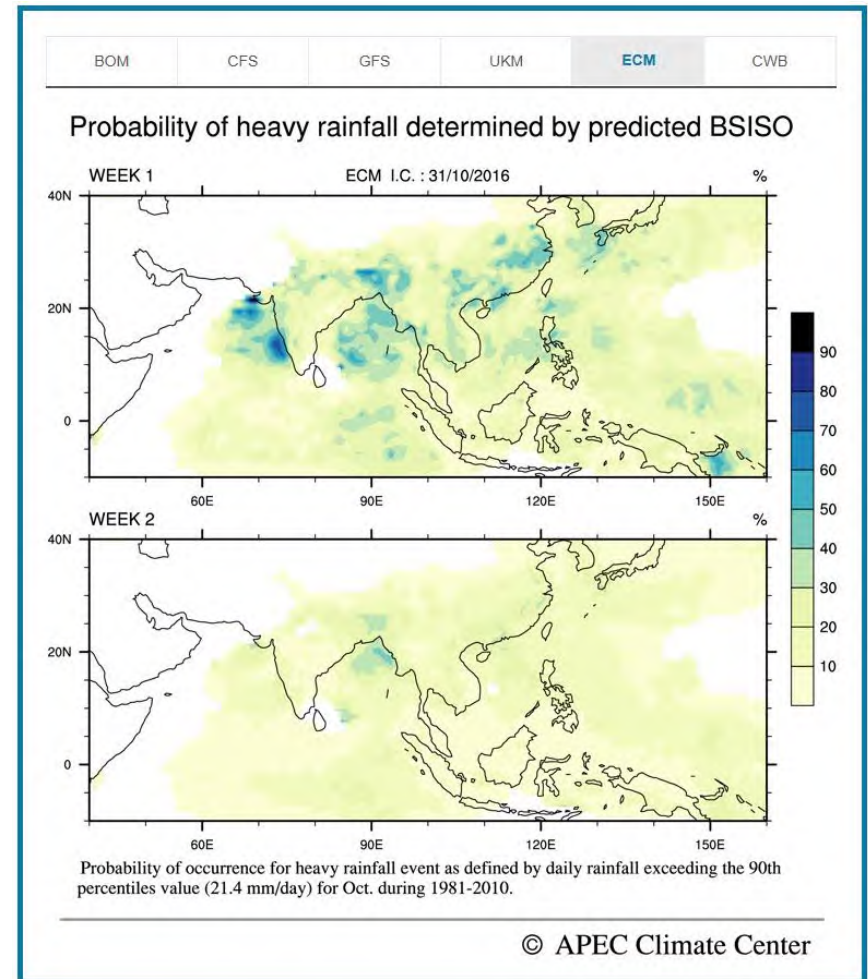 BOM CFS GFS UKM ECM CWB
Probability of heavy rainfall determined by predicted BSISO
WEEK 1 ECM I.C. : 31/10/2016 %
40N
20N
0
60E 90E 120E 150E
90
80
70
60
50
40
30
20
10
WEEK 2 %
40N
20N
0
60E 90E 120E 150E
Probability of occurrence for heavy rainfall event as defined by daily rainfall exceeding the 90th
percentiles value (21.4 mm/day) for Oct. during 1981-2010.
© APEC Climate Center